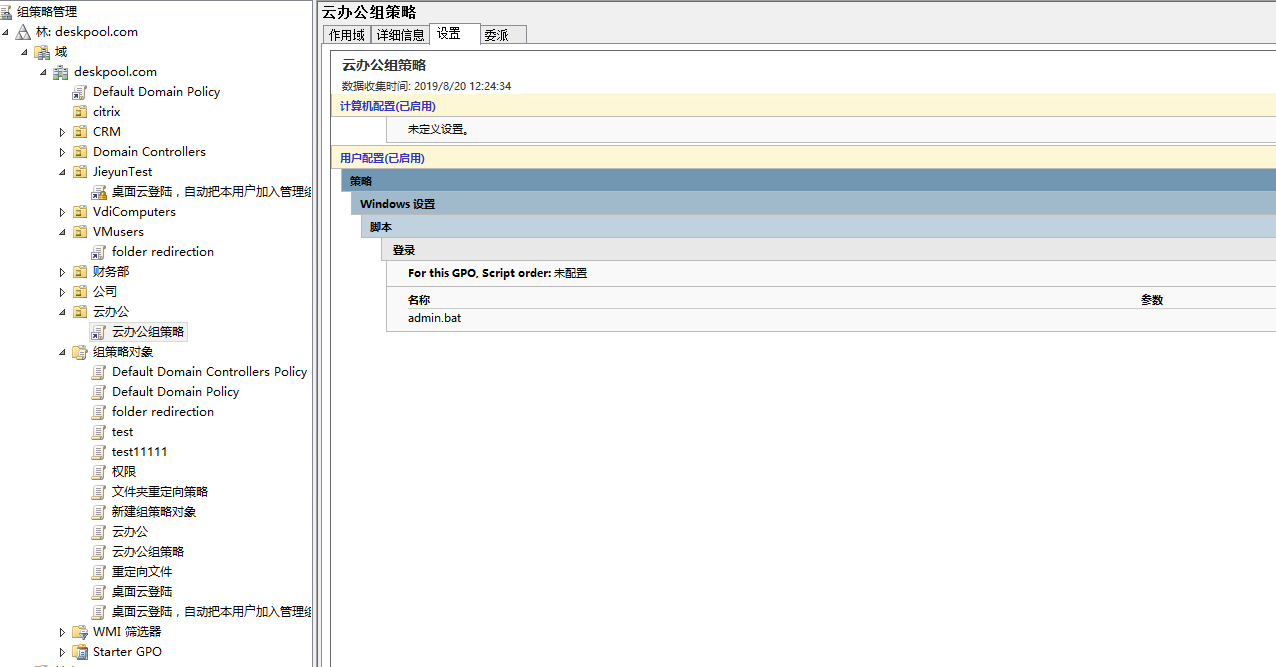 组策略管理
林: deskpool.com
域
deskpool.com
Default Domain Policy
citrix
CRM
Domain Controllers
JieyunTest
桌面云登陆，自动把本用户加入管理组
VdiComputers
VMusers
folder redirection
财务部
公司
云办公
云办公组策略
组策略对象
Default Domain Controllers Policy
Default Domain Policy
folder redirection
test
test11111
权限
文件夹重定向策略
新建组策略对象
云办公
云办公组策略
重定向文件
桌面云登陆
桌面云登陆，自动把本用户加入管理组
WMI 筛选器
Starter GPO
云办公组策略
作用域 详细信息 设置 委派
云办公组策略
数据收集时间: 2019/8/20 12:24:34
计算机配置(已启用)
未定义设置。
用户配置(已启用)
策略
Windows 设置
脚本
登录
For this GPO, Script order: 未配置
名称 参数
admin.bat